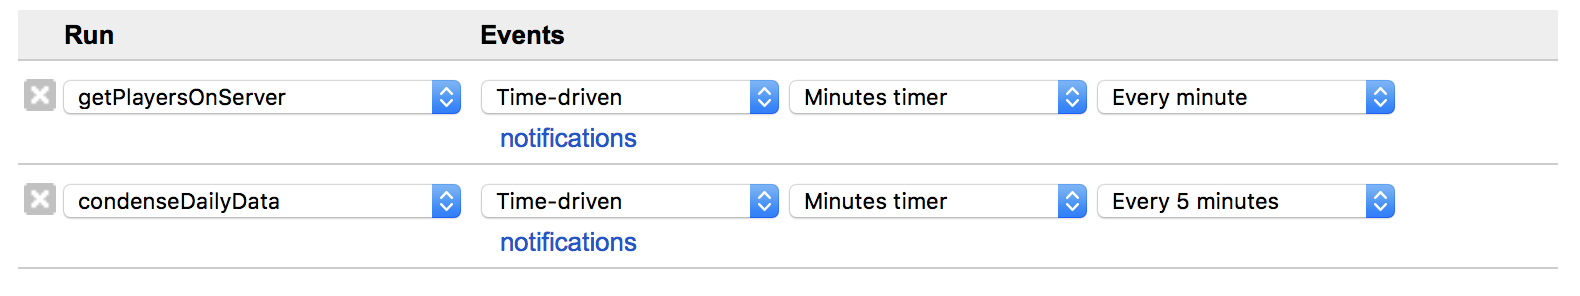 Run Events
getPlayersOnServer Time-driven Minutes timer Every minute
notifications
condenseDailyData Time-driven Minutes timer Every 5 minutes
notifications